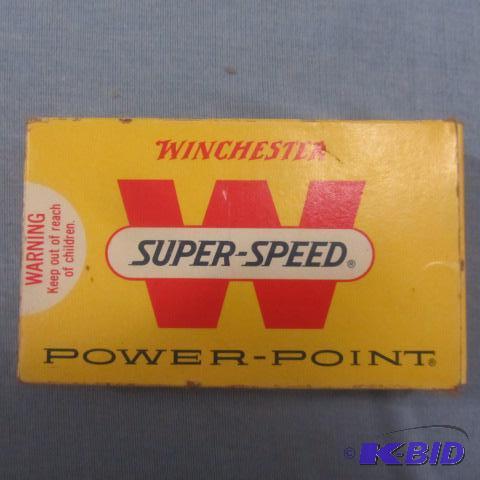 WINCHESTER
W
SUPER-SPEED®
POWER-POINT®
WARNING
Keep out of reach
of children.
© K-BID